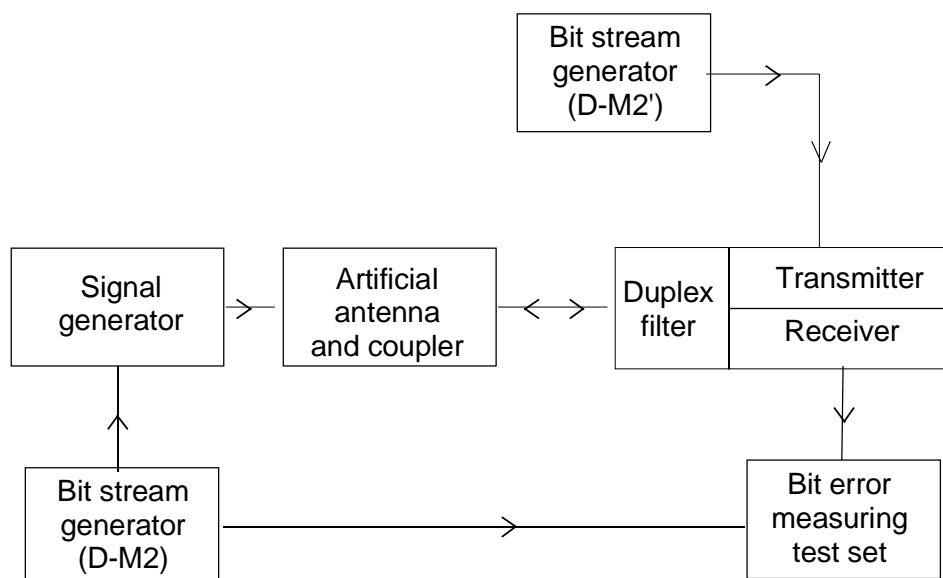 Bit stream
generator
(D-M2')
Signal
generator
Artificial
antenna
and coupler
Duplex
filter
Transmitter
Receiver
Bit stream
generator
(D-M2)
Bit error
measuring
test set